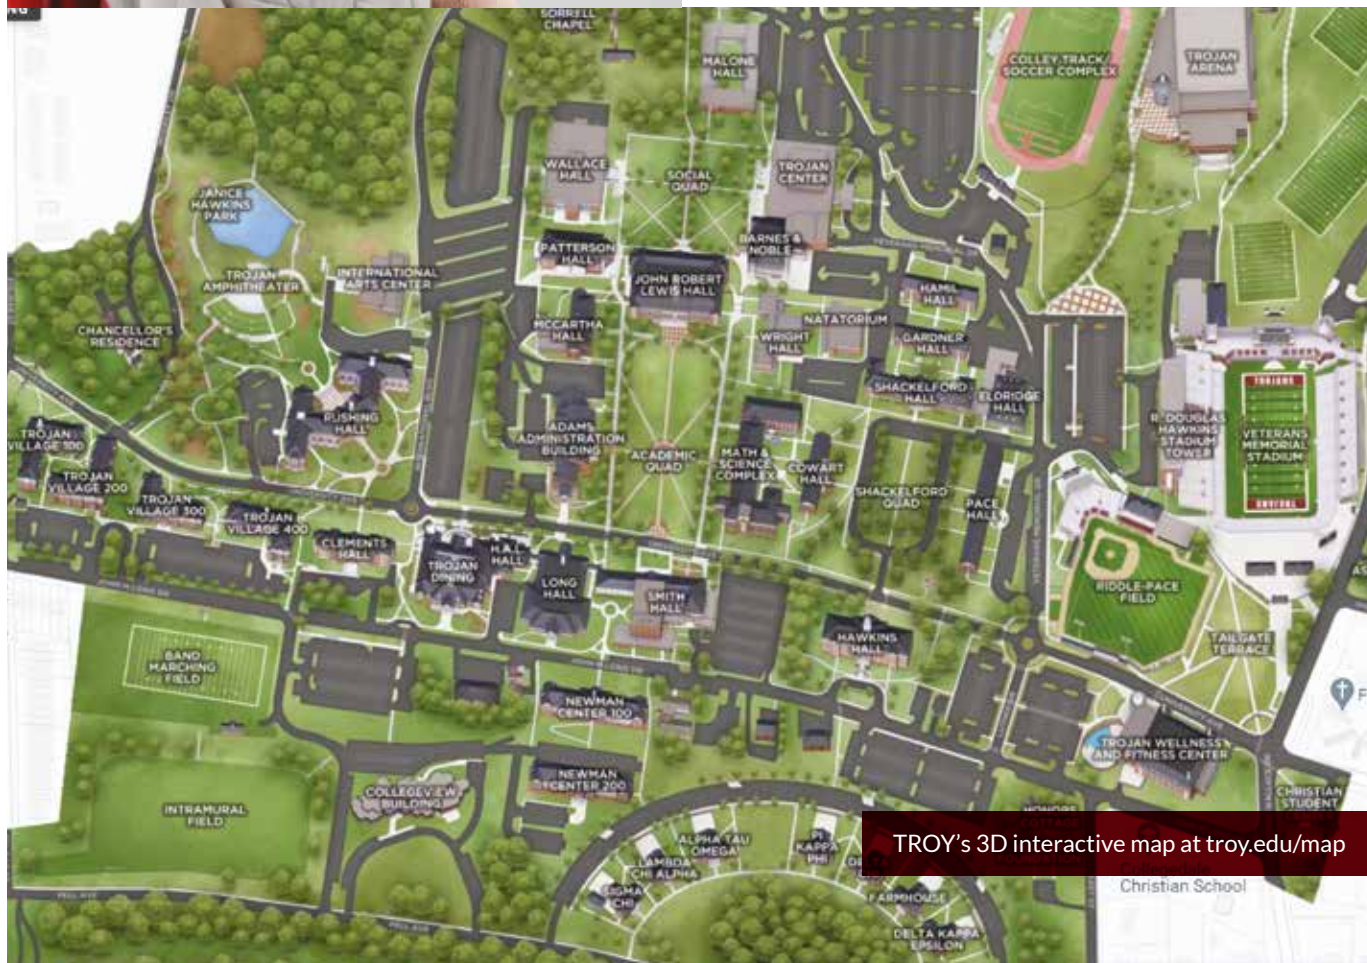 SORRELL
CHAPEL
MALONE
HALL
COLLEY TRACK/
SOCCER COMPLEX
TROJAN
ARENA
WALLACE
HALL
SOCIAL
QUAD
TROJAN
CENTER
JANICE
HAWKINS
PARK
PATTERSON
HALL
BARNES &
NOBLE
TROJAN
AMPHITHEATER
INTERNATIONAL
ARTS CENTER
JOHN ROBERT
LEWIS HALL
HAMIL
HALL
CHANCELLOR'S
RESIDENCE
MCCARTHA
HALL
WRIGHT
HALL
NATATORIUM
GARDNER
HALL
SHACKELFORD
HALL
ELDRIDGE
HALL
TROJANS
RUSHING
HALL
ADAMS
ADMINISTRATION
BUILDING
R. DOUGLAS
HAWKINS
STADIUM
TOWER
VETERANS
MEMORIAL
STADIUM
TROJAN
VILLAGE 100
ACADEMIC
QUAD
MATH &
SCIENCE
COMPLEX
COWART
HALL
TROJAN
VILLAGE 200
SHACKELFORD
QUAD
PACE
HALL
TROJAN
VILLAGE 300
TROJAN
VILLAGE 400
CLEMENTS
HALL
TROJAN
DINING
H.A.L.
HALL
LONG
HALL
SMITH
HALL
RIDDLE-PACE
FIELD
HAWKINS
HALL
TAILGATE
TERRACE
BAND
MARCHING
FIELD
UNIVERSITY AVE
NEWMAN
CENTER 100
TROJAN WELLNESS
AND FITNESS CENTER
NEWMAN
CENTER 200
COLLEGEVIEW
BUILDING
CHRISTIAN
STUDENT
INTRAMURAL
FIELD
ALPHA TAU
OMEGA
PI
KAPPA
PHI
LAMBDA
CHI ALPHA
TROY's 3D interactive map at troy.edu/map
Christian School
SIGMA
CHI
FARMHOUSE
PELL AVE
PELL AVE
DELTA KAPPA
EPSILON